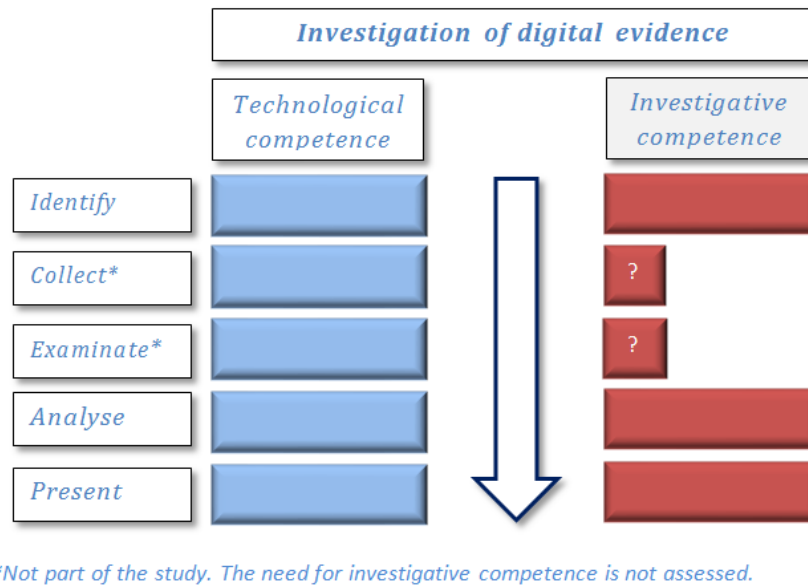 Investigation of digital evidence
Technological
competence
Investigative
competence
Identify
Collect*
?
Examinate*
?
Analyse
Present
*Not part of the study. The need for investigative competence is not assessed.